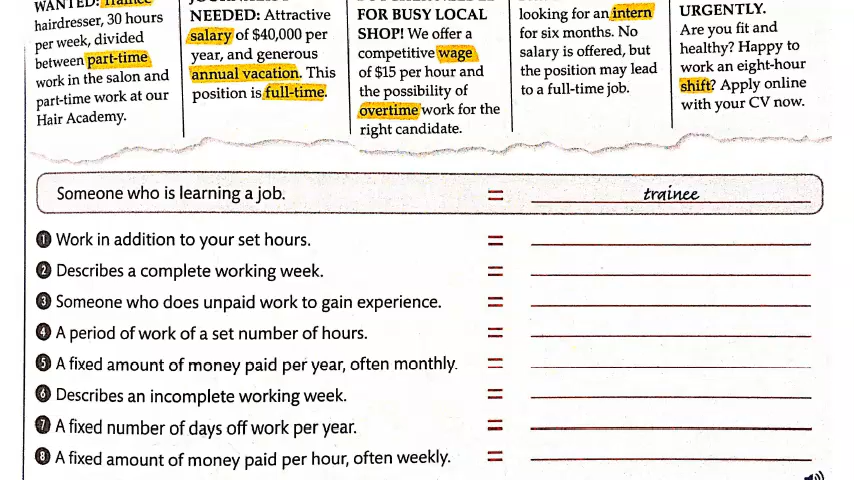 WANTED: Trainee
hairdresser, 30 hours
per week, divided
between part-time
work in the salon and
part-time work at our
Hair Academy.
NEEDED: Attractive
salary of $40,000 per
year, and generous
annual vacation. This
position is full-time.
FOR BUSY LOCAL
SHOP! We offer a
competitive wage
of $15 per hour and
the possibility of
overtime work for the
right candidate.
looking for an intern
for six months. No
salary is offered, but
the position may lead
to a full-time job.
URGENTLY.
Are you fit and
healthy? Happy to
work an eight-hour
shift? Apply online
with your CV now.
Someone who is learning a job. = trainee
1 Work in addition to your set hours. =
2 Describes a complete working week. =
3 Someone who does unpaid work to gain experience. =
4 A period of work of a set number of hours. =
5 A fixed amount of money paid per year, often monthly. =
6 Describes an incomplete working week. =
7 A fixed number of days off work per year. =
8 A fixed amount of money paid per hour, often weekly. =